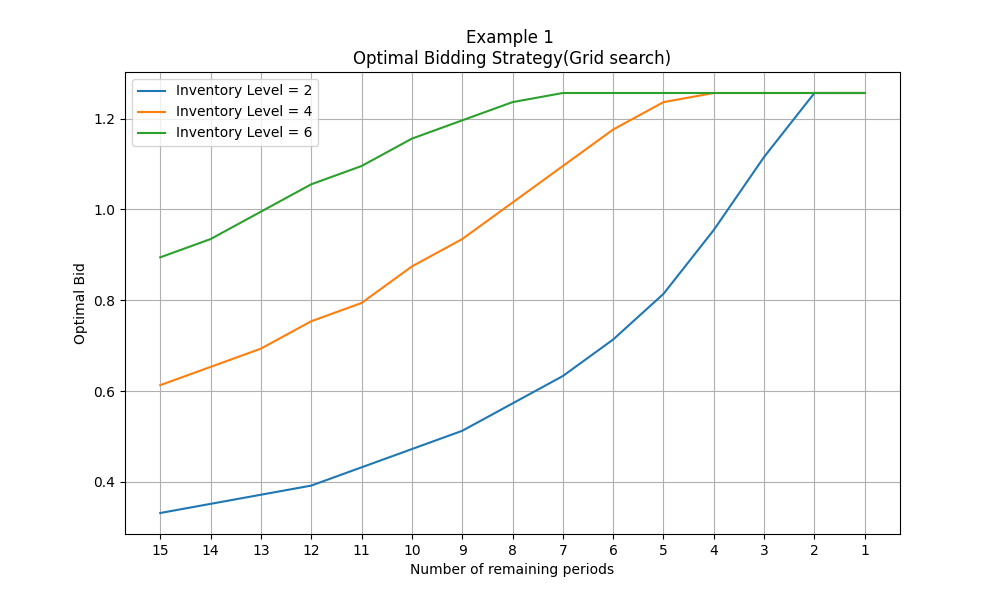 Example 1
Optimal Bidding Strategy(Grid search)
Inventory Level = 2
Inventory Level = 4
Inventory Level = 6
Optimal Bid
1.2
1.0
0.8
0.6
0.4
15 14 13 12 11 10 9 8 7 6 5 4 3 2 1
Number of remaining periods